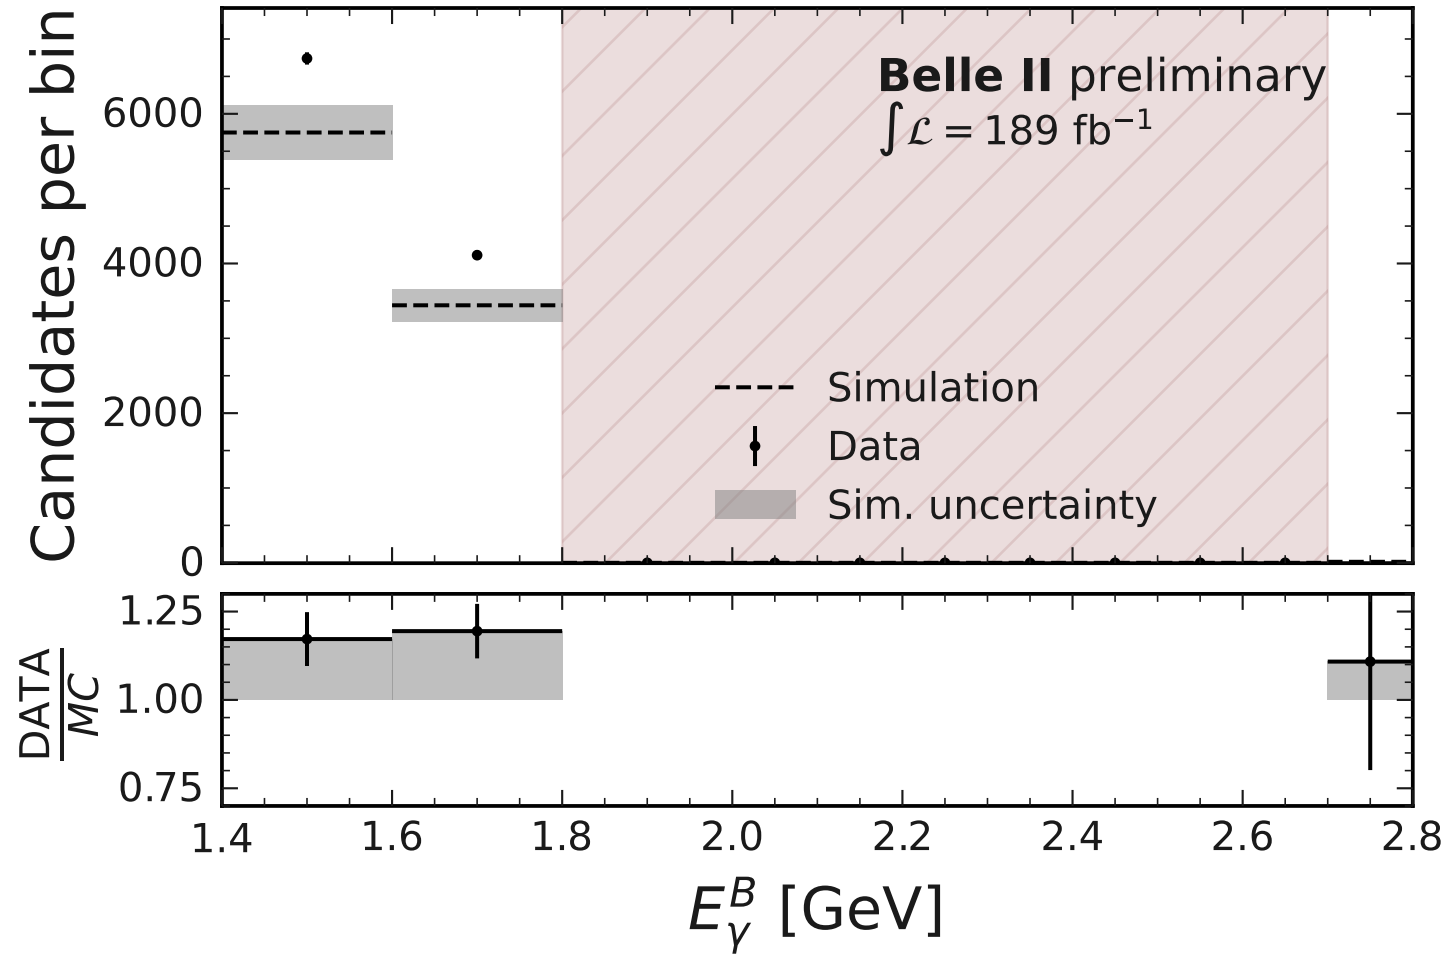 Candidates per bin
6000
4000
2000
0
Belle II preliminary
∫ℒ = 189 fb⁻¹
Simulation
Data
Sim. uncertainty
DATA
MC
1.25
1.00
0.75
1.4 1.6 1.8 2.0 2.2 2.4 2.6 2.8
E_γ^B [GeV]